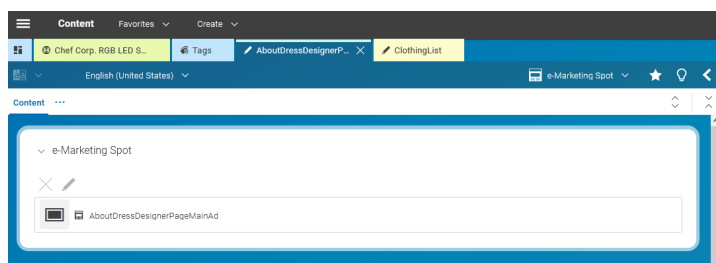 Content Favorites Create
Chef Corp. RGB LED S... Tags AboutDressDesignerP... ClothingList
English (United States) e-Marketing Spot
Content ...
e-Marketing Spot
AboutDressDesignerPageMainAd